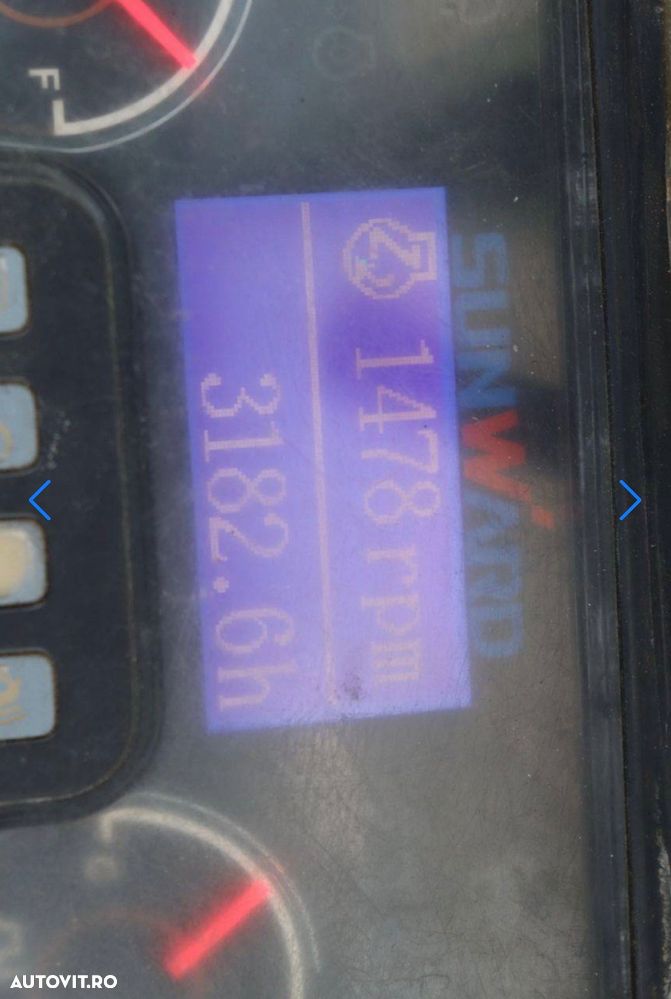 SUNWARD
1478 rpm
3182.6h
F
AUTOVIT.RO